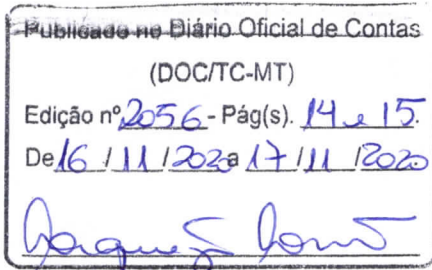 Publicado no Diário Oficial de Contas
(DOC/TC-MT)
Edição nº 2056 - Pág(s). 14 e 15.
De 16 / 11 / 2020 a 17 / 11 / 2020